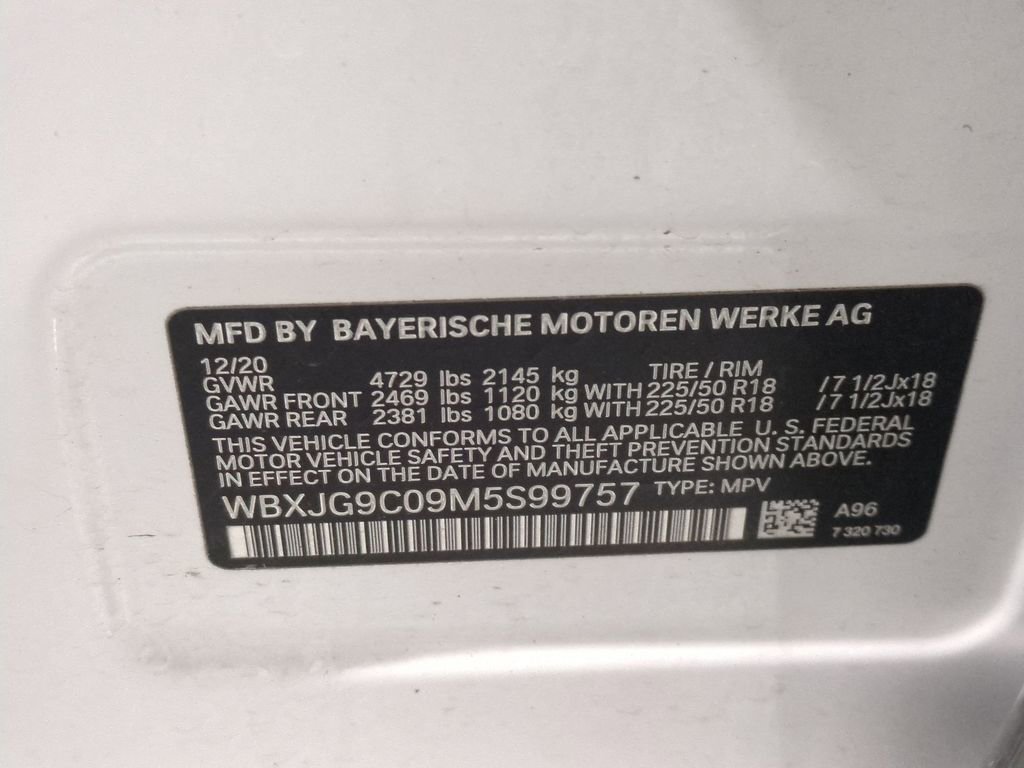 MFD BY BAYERISCHE MOTOREN WERKE AG
12/20 TIRE / RIM
GVWR 4729 lbs 2145 kg
GAWR FRONT 2469 lbs 1120 kg WITH 225/50 R18 /7 1/2Jx18
GAWR REAR 2381 lbs 1080 kg WITH 225/50 R18 /7 1/2Jx18
THIS VEHICLE CONFORMS TO ALL APPLICABLE U. S. FEDERAL
MOTOR VEHICLE SAFETY AND THEFT PREVENTION STANDARDS
IN EFFECT ON THE DATE OF MANUFACTURE SHOWN ABOVE.
WBXJG9C09M5S99757 TYPE: MPV
A96
7 320 730